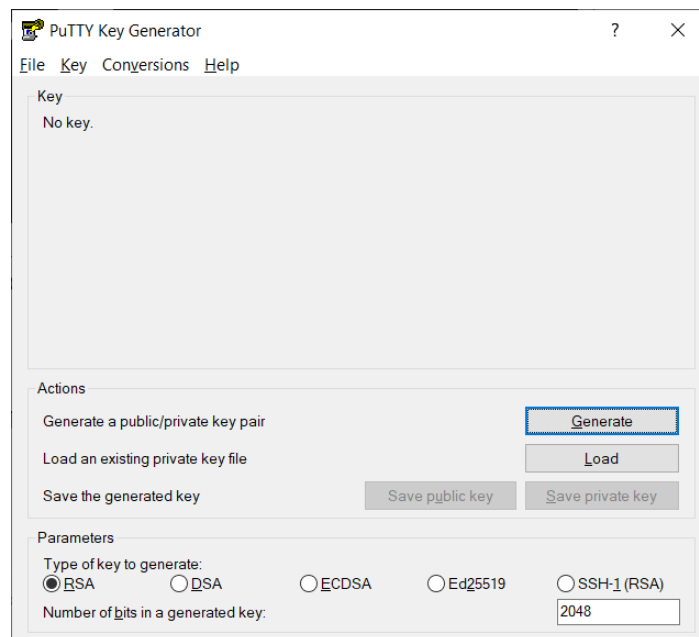 PuTTY Key Generator ?
File Key Conversions Help
Key
No key.
Actions
Generate a public/private key pair Generate
Load an existing private key file Load
Save the generated key Save public key Save private key
Parameters
Type of key to generate:
RSA DSA ECDSA Ed25519 SSH-1 (RSA)
Number of bits in a generated key: 2048